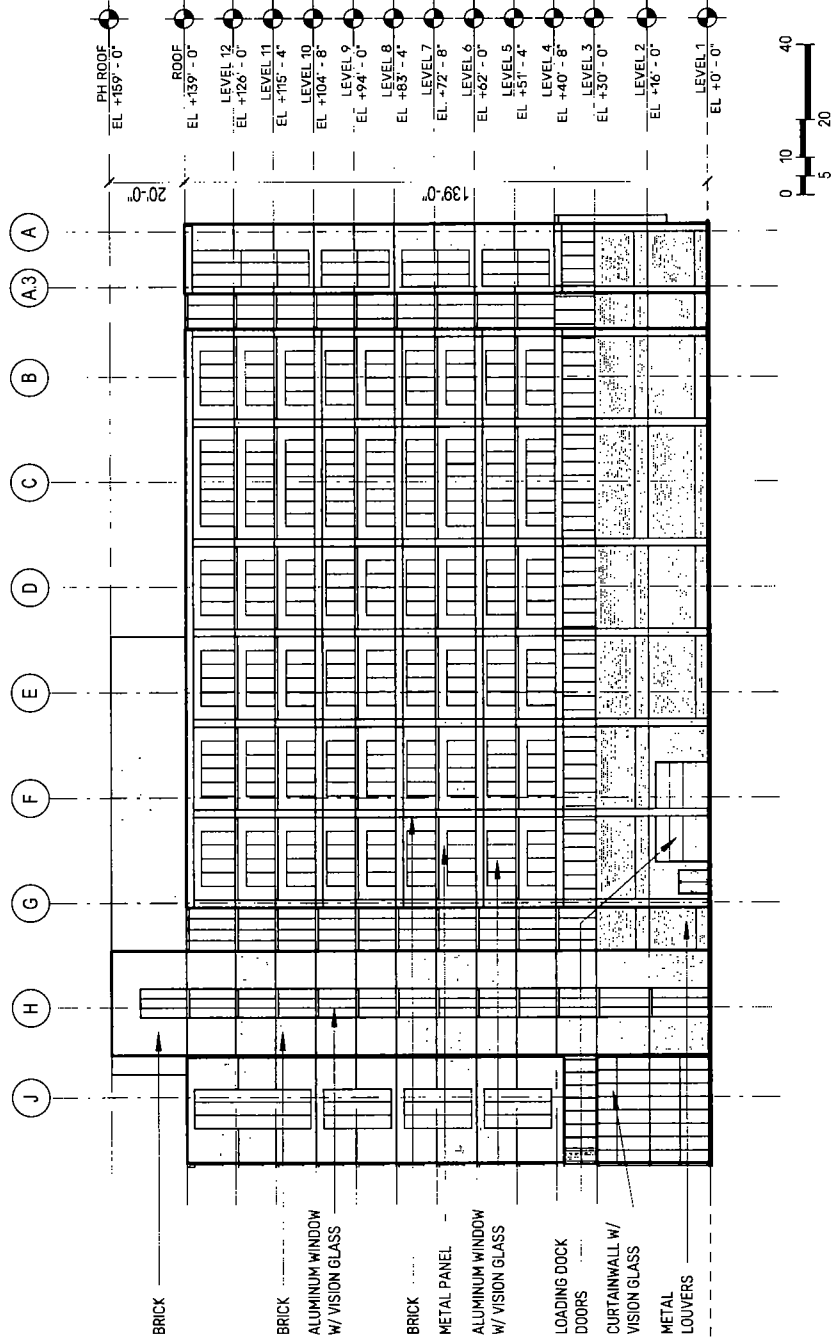 PH ROOF
EL +159' - 0"
ROOF
EL +139' - 0"
LEVEL 12
EL +126' - 0"
LEVEL 11
EL +115' - 4"
LEVEL 10
EL +104' - 8"
LEVEL 9
EL +94' - 0"
LEVEL 8
EL +83' - 4"
LEVEL 7
EL. +72' - 8"
LEVEL 6
EL +62' - 0"
LEVEL 5
EL +51' - 4"
LEVEL 4
EL +40' - 8"
LEVEL 3
EL +30' - 0"
LEVEL 2
EL +16' - 0"
LEVEL 1
EL +0' - 0"
20'-0"
139'-0"
0
5
10
20
40
A
A.3
B
C
D
E
F
G
H
J
BRICK
BRICK
ALUMINUM WINDOW
W/ VISION GLASS
BRICK
METAL PANEL
ALUMINUM WINDOW
W/ VISION GLASS
LOADING DOCK
DOORS
CURTAINWALL W/
VISION GLASS
METAL
LOUVERS